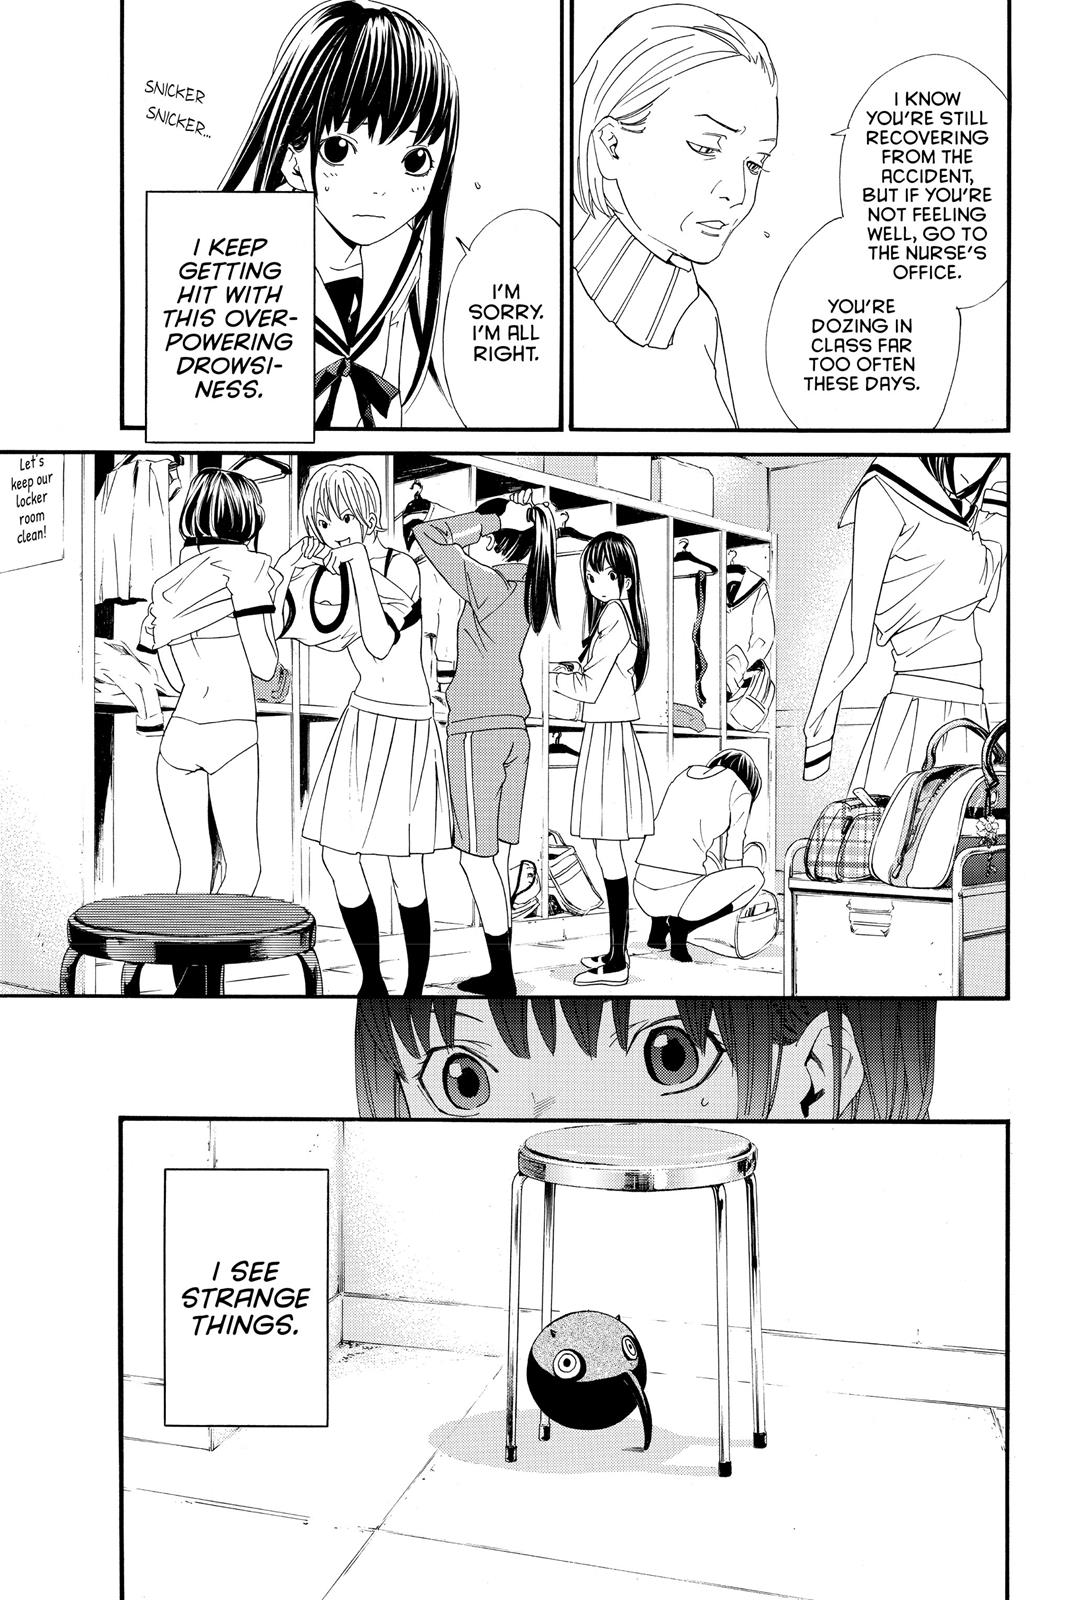 I KNOW
YOU'RE STILL
RECOVERING
FROM THE
ACCIDENT,
BUT IF YOU'RE
NOT FEELING
WELL, GO TO
THE NURSE'S
OFFICE.
YOU'RE
DOZING IN
CLASS FAR
TOO OFTEN
THESE DAYS.
I'M
SORRY.
I'M ALL
RIGHT.
SNICKER
SNICKER...
I KEEP
GETTING
HIT WITH
THIS OVER-
POWERING
DROWSI-
NESS.
Let's
keep our
locker
room
clean!
I SEE
STRANGE
THINGS.